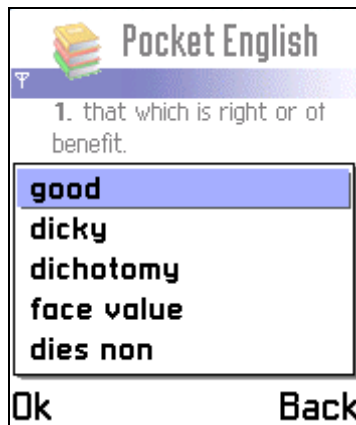 Pocket English
1. that which is right or of
benefit.
good
dicky
dichotomy
face value
dies non
Ok Back